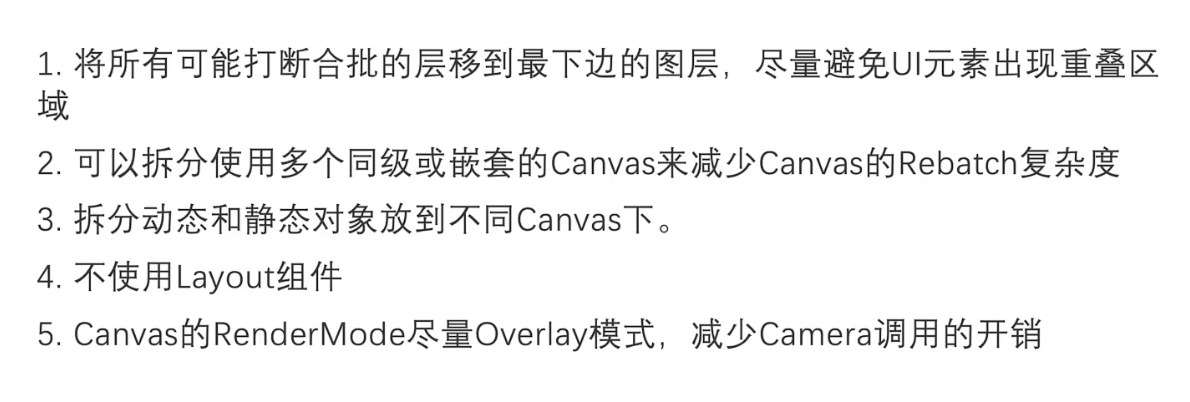 1. 将所有可能打断合批的层移到最下边的图层，尽量避免UI元素出现重叠区
域
2. 可以拆分使用多个同级或嵌套的Canvas来减少Canvas的Rebatch复杂度
3. 拆分动态和静态对象放到不同Canvas下。
4. 不使用Layout组件
5. Canvas的RenderMode尽量Overlay模式，减少Camera调用的开销